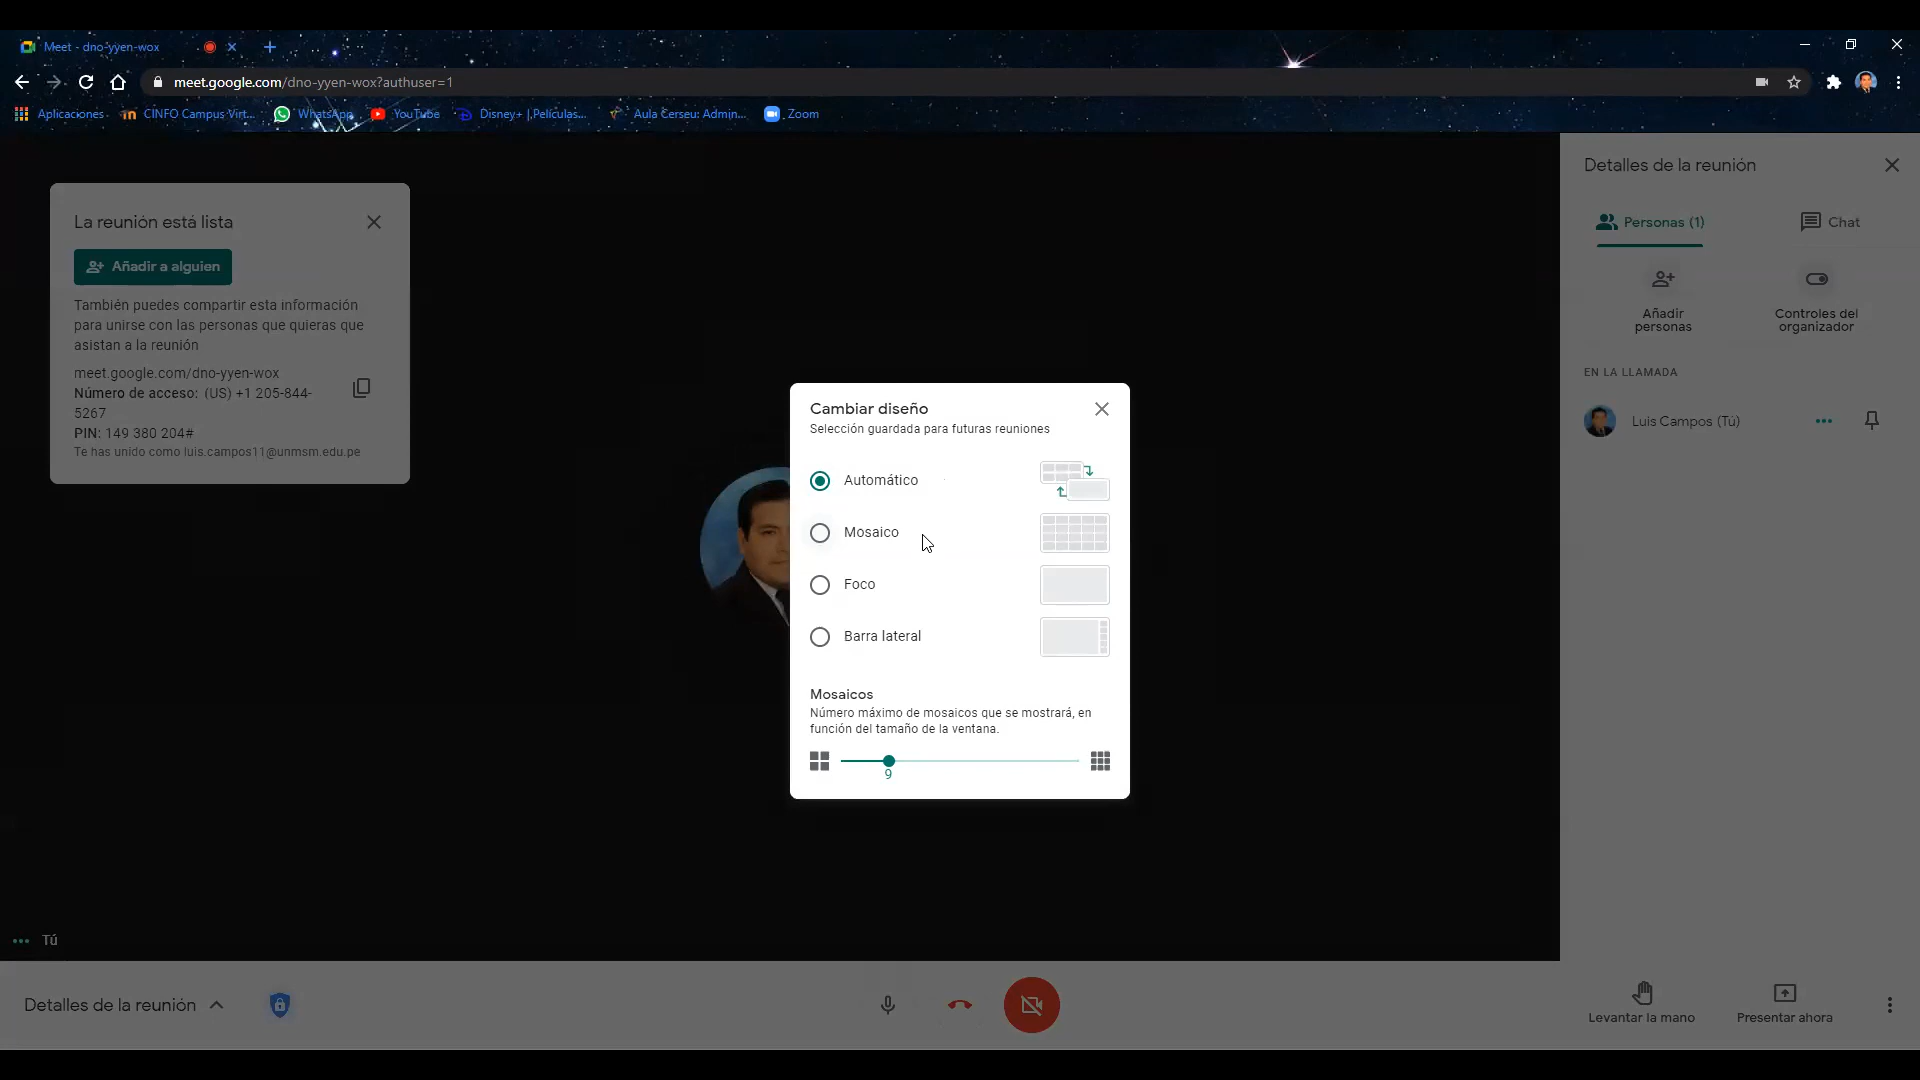 Meet - dno-yyen-wox
meet.google.com/dno-yyen-wox?authuser=1
Aplicaciones
CINFO Campus Virt...
WhatsApp
YouTube
Disney+ | Películas...
Aula Cerseu: Admin...
Zoom
La reunión está lista
Añadir a alguien
También puedes compartir esta información
para unirse con las personas que quieras que
asistan a la reunión
meet.google.com/dno-yyen-wox
Número de acceso: (US) +1 205-844-
5267
PIN: 149 380 204#
Te has unido como luis.campos11@unmsm.edu.pe
Cambiar diseño
Selección guardada para futuras reuniones
Automático
Mosaico
Foco
Barra lateral
Mosaicos
Número máximo de mosaicos que se mostrará, en
función del tamaño de la ventana.
9
Detalles de la reunión
Personas (1)
Chat
Añadir
personas
Controles del
organizador
EN LA LLAMADA
Luis Campos (Tú)
Tú
Detalles de la reunión
Levantar la mano
Presentar ahora